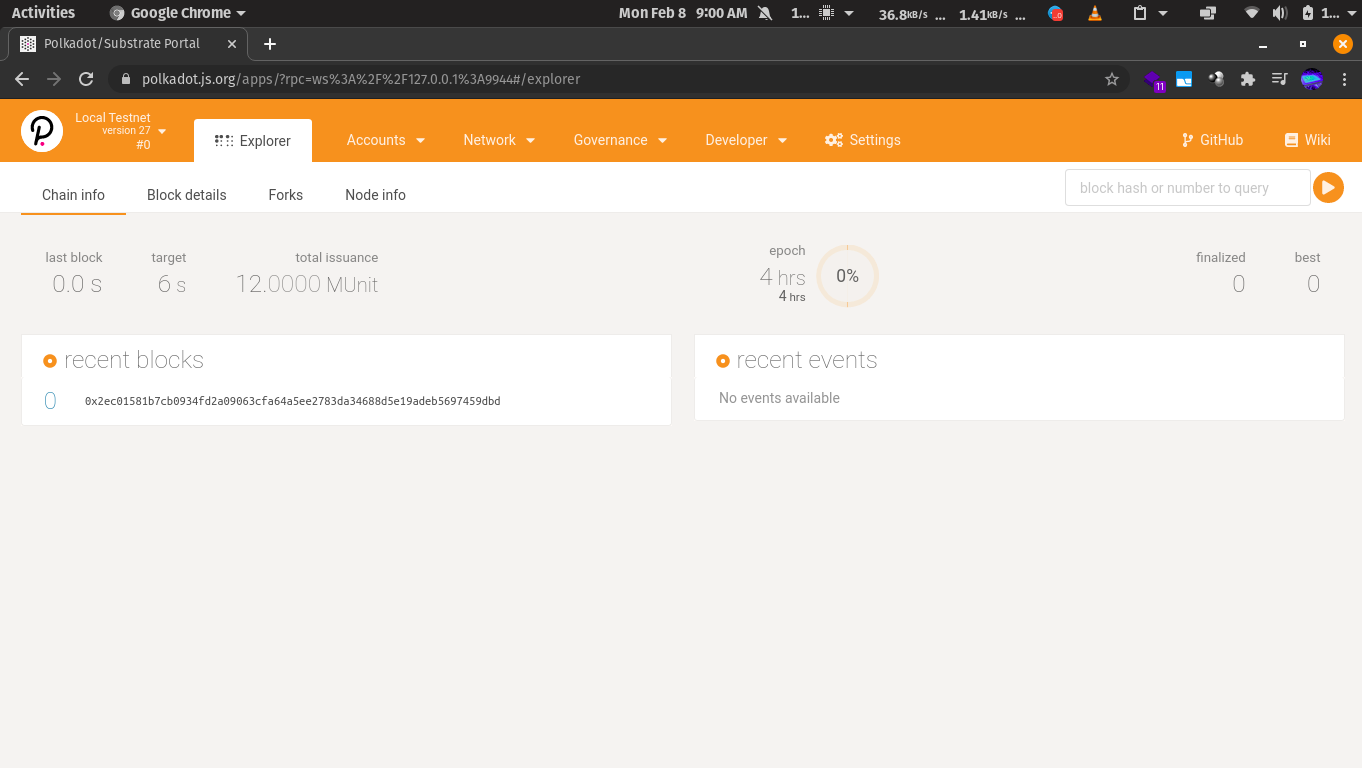 Activities Google Chrome Mon Feb 8 9:00 AM 1... 36.8kB/s ... 1.41kB/s ... 1...
Polkadot/Substrate Portal
polkadot.js.org/apps/?rpc=ws%3A%2F%2F127.0.0.1%3A9944#/explorer
11
Local Testnet
version 27
#0
Explorer Accounts Network Governance Developer Settings GitHub Wiki
Chain info Block details Forks Node info block hash or number to query
last block target total issuance epoch finalized best
0.0 s 6 s 12.0000 MUnit 4 hrs 0% 0 0
4 hrs
recent blocks recent events
0 0x2ec01581b7cb0934fd2a09063cfa64a5ee2783da34688d5e19adeb5697459dbd
No events available